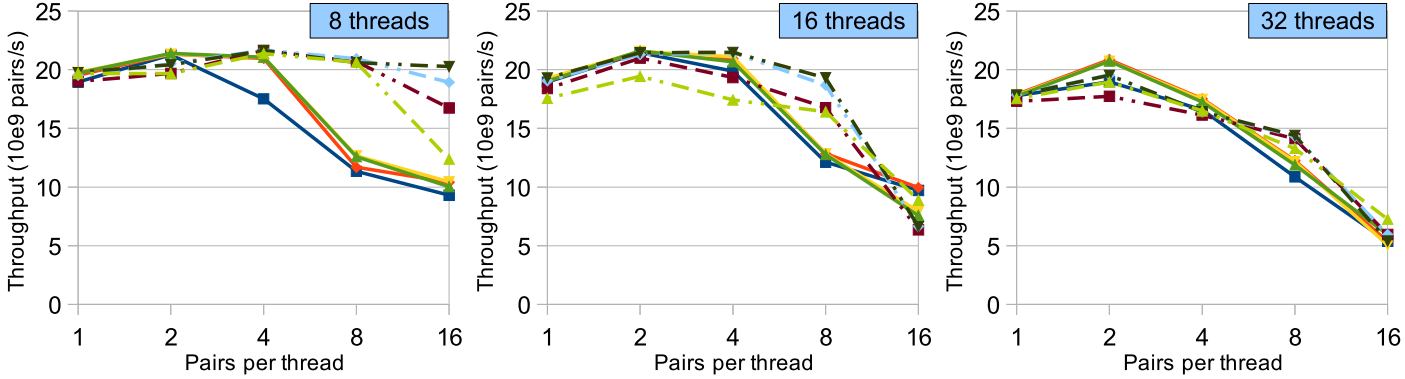 8 threads
Throughput (10e9 pairs/s)
25
20
15
10
5
0
1 2 4 8 16
Pairs per thread
16 threads
Throughput (10e9 pairs/s)
25
20
15
10
5
0
1 2 4 8 16
Pairs per thread
32 threads
Throughput (10e9 pairs/s)
25
20
15
10
5
0
1 2 4 8 16
Pairs per thread